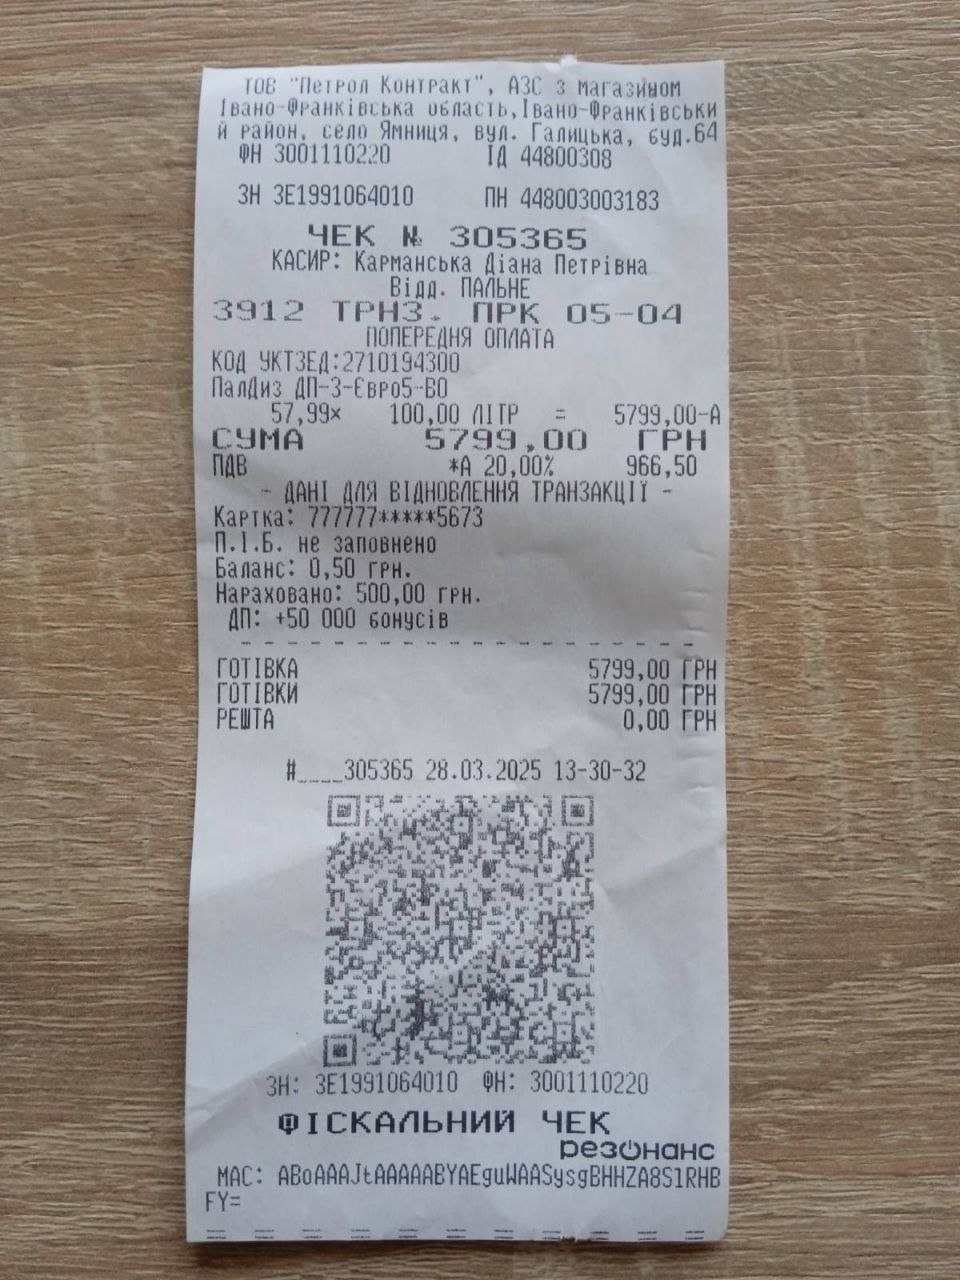 ТОВ "Петрол Контракт", АЗС з магазином
Івано-Франківська область,Івано-Франківськи
й район, село Ямниця, вул. Галицька, буд.64
ФН 3001110220 ІД 44800308
ЗН ЗЕ1991064010 ПН 448003003183
ЧЕК № 305365
КАСИР: Карманська Діана Петрівна
Відд. ПАЛЬНЕ
3912 ТРНЗ. ПРК 05-04
ПОПЕРЕДНЯ ОПЛАТА
КОД УКТЗЕД:2710194300
ПалДиз ДП-З-Євро5-В0
57,99× 100,00 ЛІТР = 5799,00-А
СУМА 5799,00 ГРН
ПДВ *А 20,00% 966,50
- ДАНІ ДЛЯ ВІДНОВЛЕННЯ ТРАНЗАКЦІЇ -
Картка: 777777*****5673
П.І.Б. не заповнено
Баланс: 0,50 грн.
Нараховано: 500,00 грн.
ДП: +50 000 бонусів
ГОТІВКА 5799,00 ГРН
ГОТІВКИ 5799,00 ГРН
РЕШТА 0,00 ГРН
#____305365 28.03.2025 13-30-32
ЗН: ЗЕ1991064010 ФН: 3001110220
ФІСКАЛЬНИЙ ЧЕК
резонанс
MAC: ABoAAAJtAAAAABYAEguWAASysgBHHZA8SlRHB
FY=